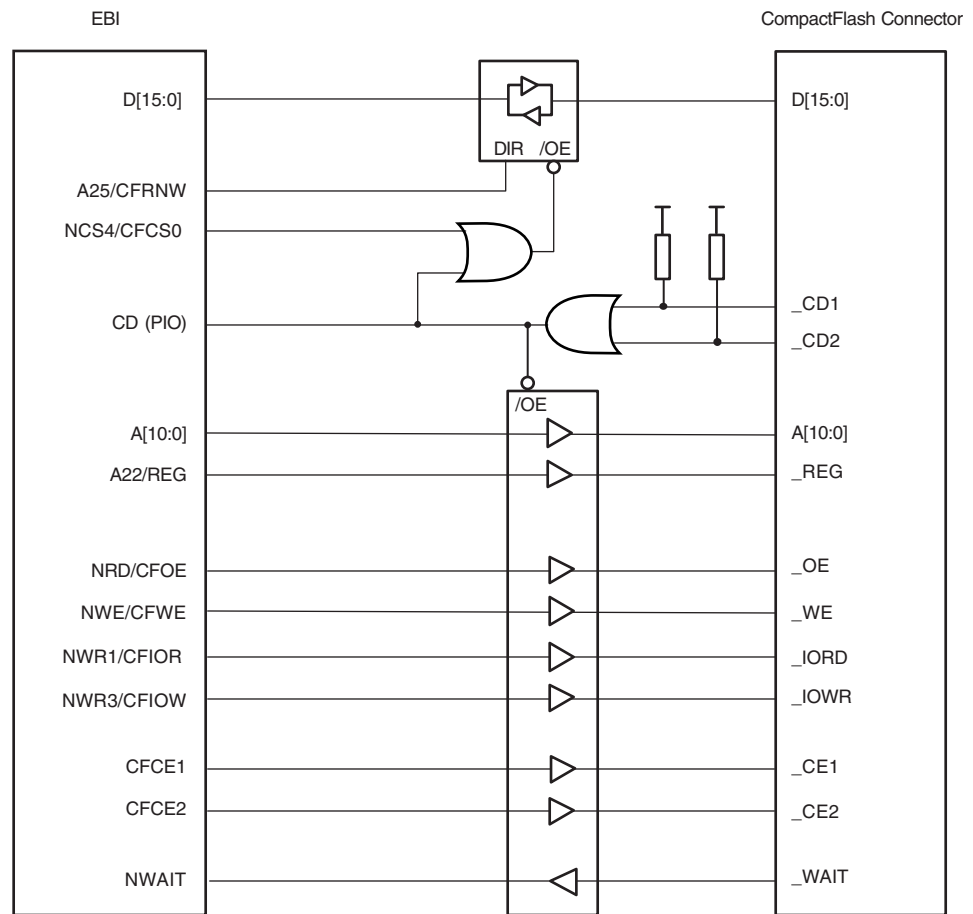 EBI CompactFlash Connector
D[15:0] D[15:0]
DIR /OE
A25/CFRNW
NCS4/CFCS0
_CD1
CD (PIO)
_CD2
/OE
A[10:0] A[10:0]
A22/REG _REG
NRD/CFOE _OE
NWE/CFWE _WE
NWR1/CFIOR _IORD
NWR3/CFIOW _IOWR
CFCE1 _CE1
CFCE2 _CE2
NWAIT _WAIT